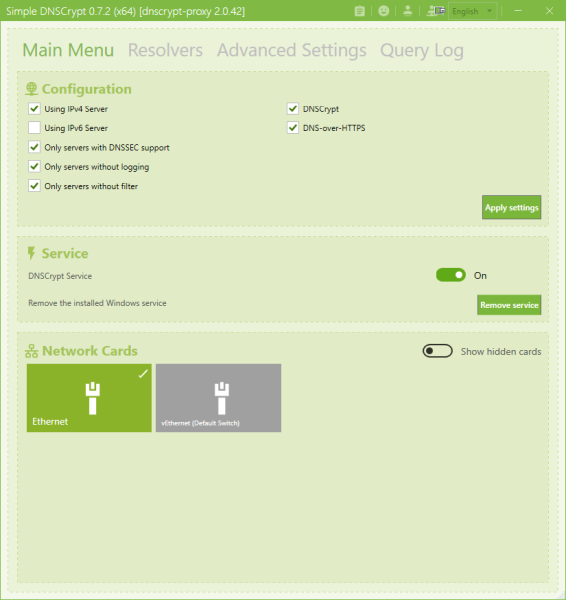 Simple DNSCrypt 0.7.2 (x64) [dnscrypt-proxy 2.0.42]
English
Main Menu Resolvers Advanced Settings Query Log
Configuration
Using IPv4 Server
DNSCrypt
Using IPv6 Server
DNS-over-HTTPS
Only servers with DNSSEC support
Only servers without logging
Only servers without filter
Apply settings
Service
DNSCrypt Service
On
Remove the installed Windows service
Remove service
Network Cards
Show hidden cards
Ethernet
vEthernet (Default Switch)